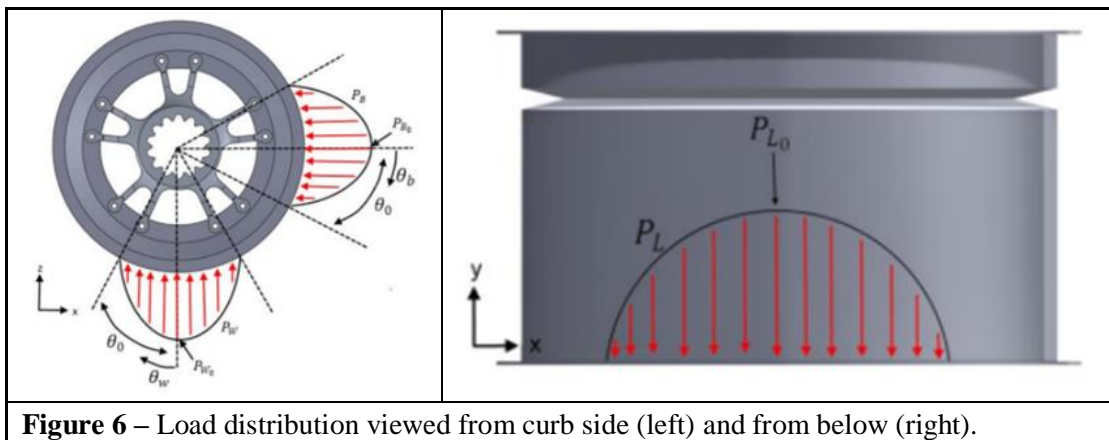 P_B
P_{B_0}
θ_b
θ_0
z
x
θ_0
P_W
P_{W_0}
θ_w
P_{L_0}
P_L
y
x
Figure 6 – Load distribution viewed from curb side (left) and from below (right).